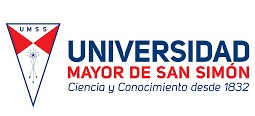 UMSS
UNIVERSIDAD
MAYOR DE SAN SIMÓN
Ciencia y Conocimiento desde 1832